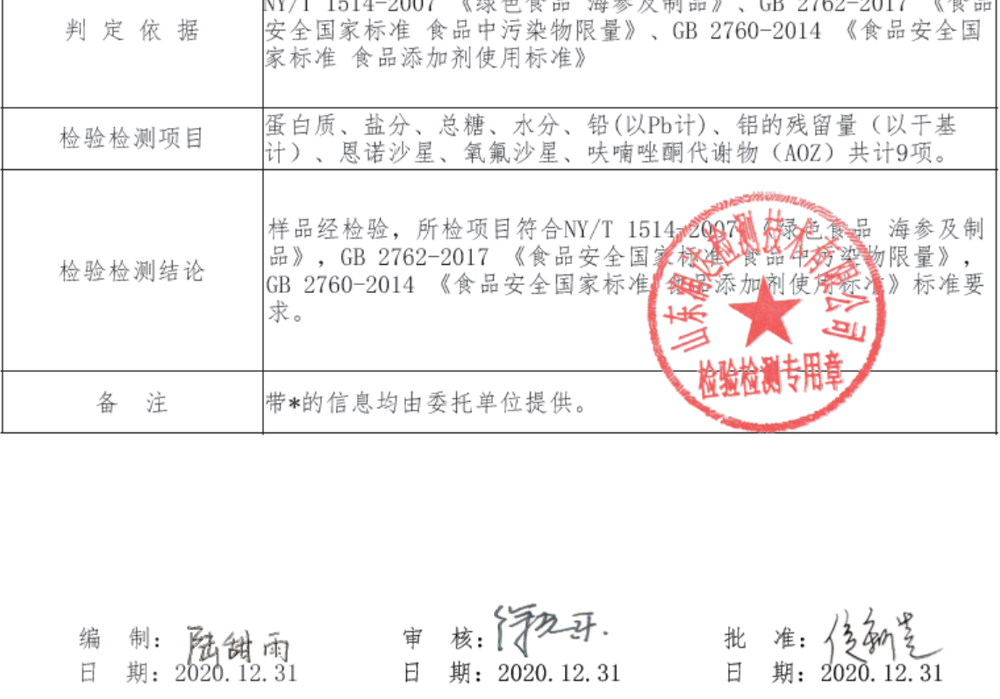 判 定 依 据
NY/T 1514-2007 《绿色食品 海参及制品》、GB 2762-2017 《食品
安全国家标准 食品中污染物限量》、GB 2760-2014 《食品安全国
家标准 食品添加剂使用标准》
检验检测项目
蛋白质、盐分、总糖、水分、铅(以Pb计)、铝的残留量（以干基
计）、恩诺沙星、氧氟沙星、呋喃唑酮代谢物（AOZ）共计9项。
检验检测结论
样品经检验，所检项目符合NY/T 1514-2007 《绿色食品 海参及制
品》，GB 2762-2017 《食品安全国家标准 食品中污染物限量》，
GB 2760-2014 《食品安全国家标准 食品添加剂使用标准》标准要
求。
山东 达检测技术有限公司
检验检测专用章
备 注
带*的信息均由委托单位提供。
编 制: 陆甜雨
审 核:
批 准:
日 期: 2020.12.31
日 期: 2020.12.31
日 期: 2020.12.31